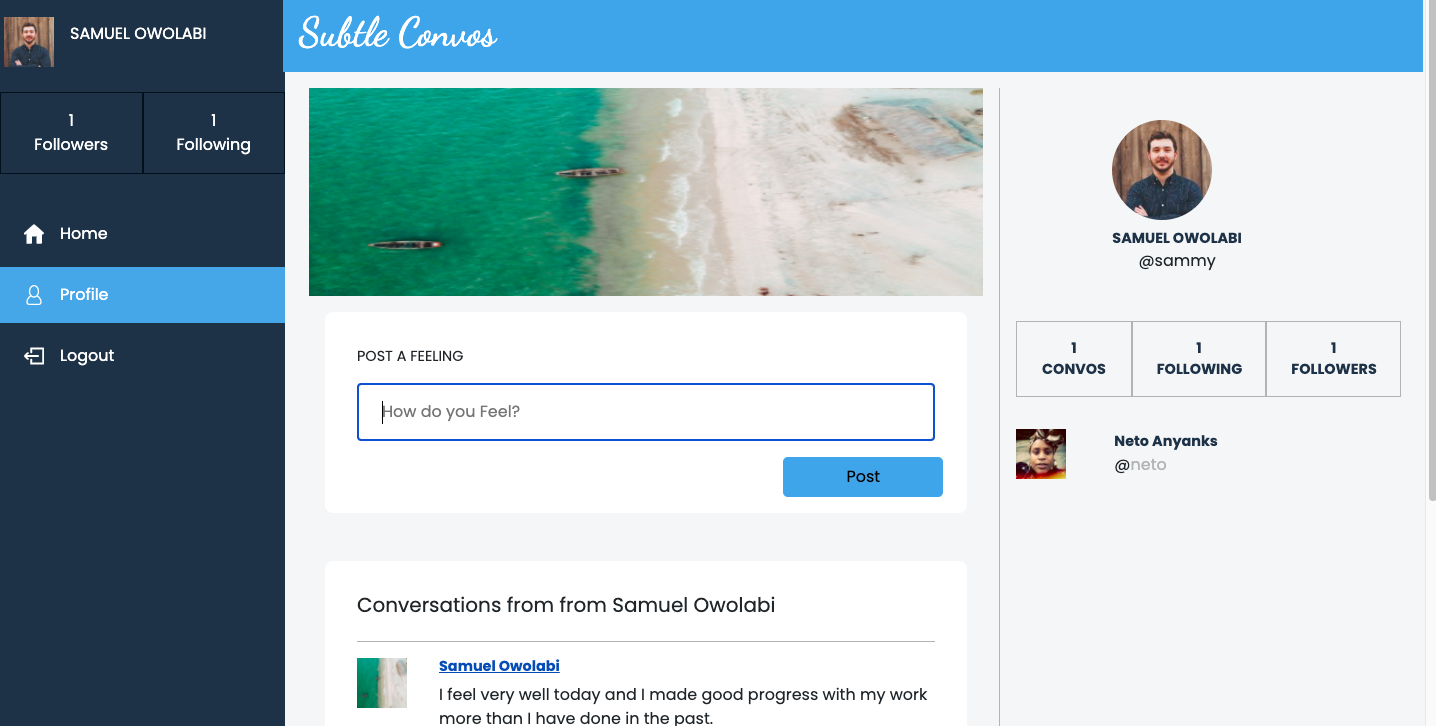 SAMUEL OWOLABI
1
Followers
1
Following
Home
Profile
Logout
Subtle Convos
POST A FEELING
How do you Feel?
Post
Conversations from from Samuel Owolabi
Samuel Owolabi
I feel very well today and I made good progress with my work
more than I have done in the past.
SAMUEL OWOLABI
@sammy
1
CONVOS
1
FOLLOWING
1
FOLLOWERS
Neto Anyanks
@neto